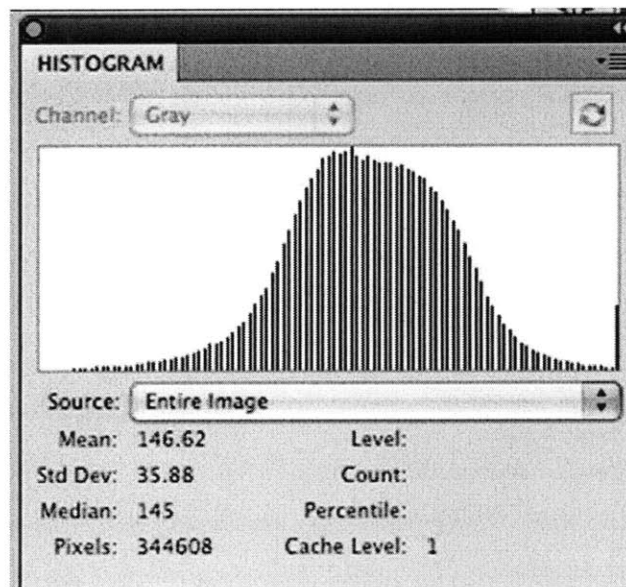 HISTOGRAM
Channel: Gray
Source: Entire Image
Mean: 146.62 Level:
Std Dev: 35.88 Count:
Median: 145 Percentile:
Pixels: 344608 Cache Level: 1